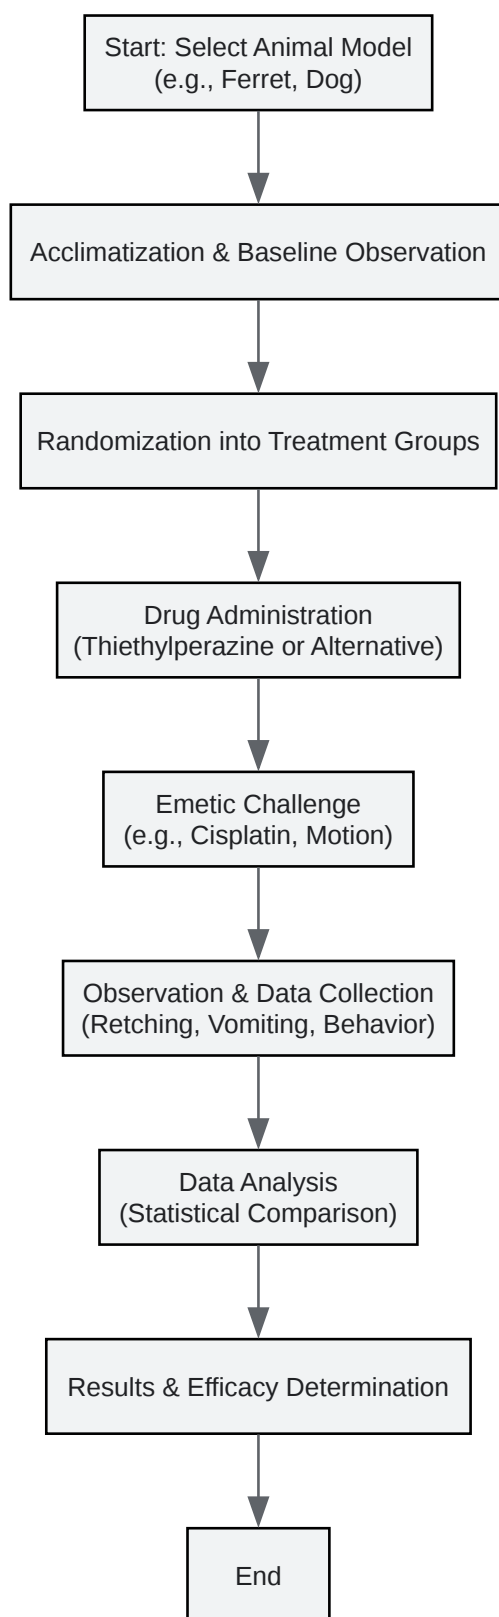 Start: Select Animal Model
(e.g., Ferret, Dog)
Acclimatization & Baseline Observation
Randomization into Treatment Groups
Drug Administration
(Thiethylperazine or Alternative)
Emetic Challenge
(e.g., Cisplatin, Motion)
Observation & Data Collection
(Retching, Vomiting, Behavior)
Data Analysis
(Statistical Comparison)
Results & Efficacy Determination
End